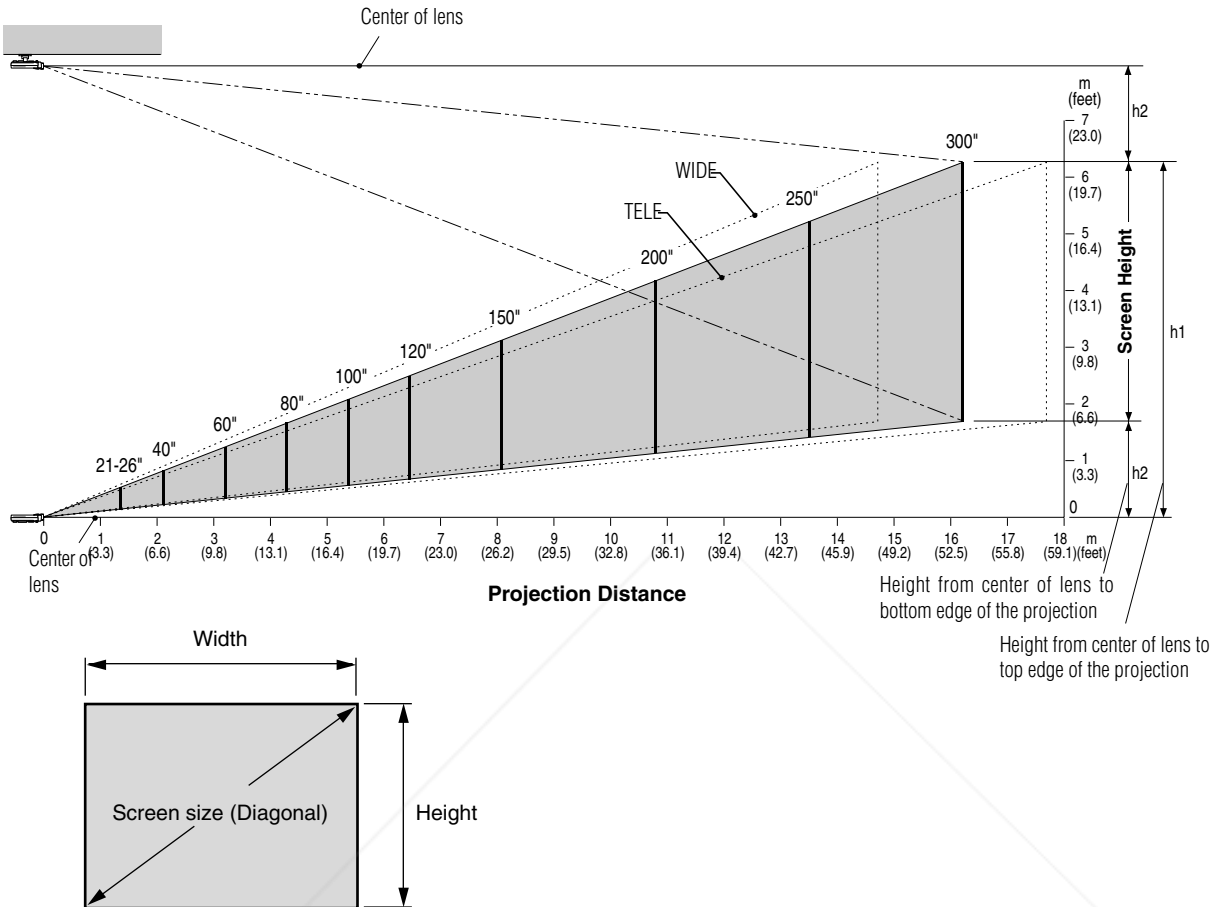 Center of lens
m
(feet)
h2
7
(23.0)
300"
WIDE
6
(19.7)
250"
TELE
5
(16.4)
200"
4
(13.1)
Screen Height
h1
150"
3
(9.8)
120"
100"
2
(6.6)
80"
60"
40"
21-26"
1
(3.3)
h2
0
0 1 2 3 4 5 6 7 8 9 10 11 12 13 14 15 16 17 18 m
(3.3) (6.6) (9.8) (13.1) (16.4) (19.7) (23.0) (26.2) (29.5) (32.8) (36.1) (39.4) (42.7) (45.9) (49.2) (52.5) (55.8) (59.1)(feet)
Center of
lens
Projection Distance
Height from center of lens to
bottom edge of the projection
Height from center of lens to
top edge of the projection
Width
Screen size (Diagonal)
Height